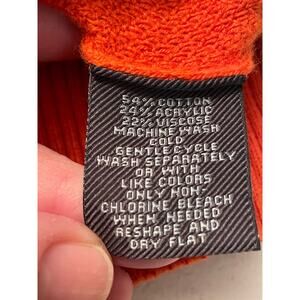 54% COTTON
24% ACRYLIC
22% VISCOSE
MACHINE WASH
COLD
GENTLE CYCLE
WASH SEPARATELY
OR WITH
LIKE COLORS
ONLY NON-
CHLORINE BLEACH
WHEN NEEDED
RESHAPE AND
DRY FLAT